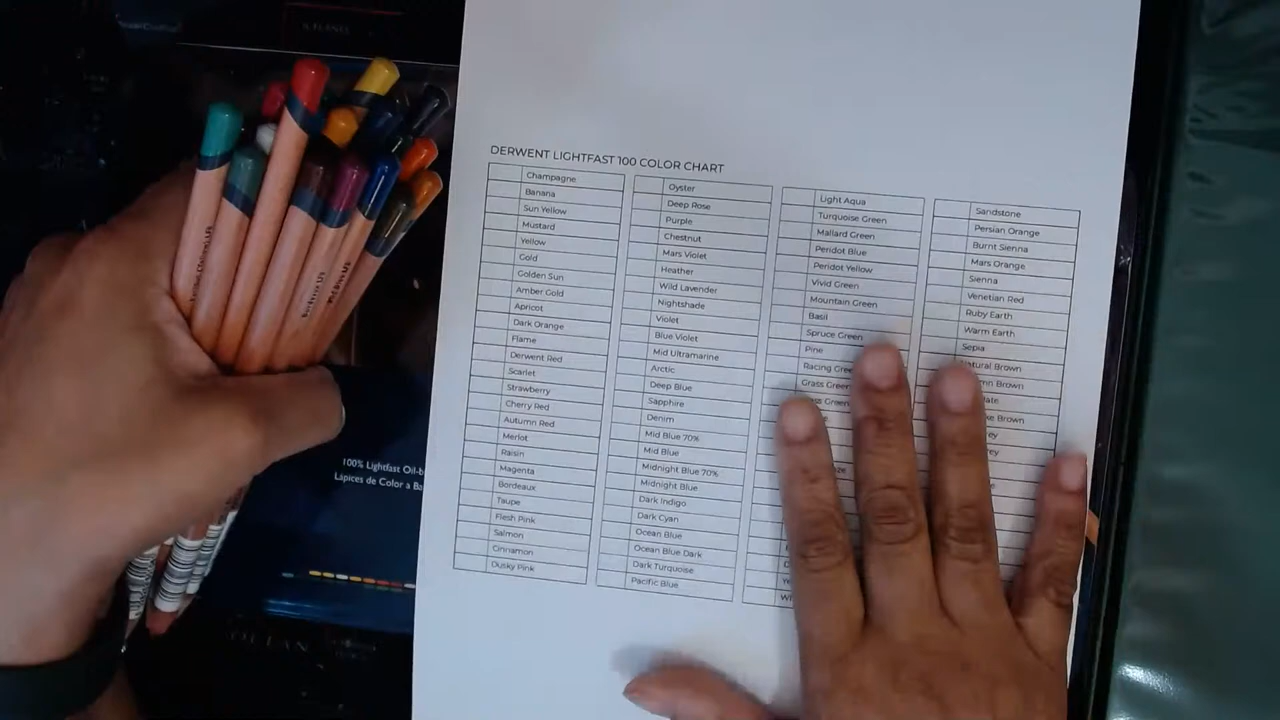 DERWENT LIGHTFAST 100 COLOR CHART
Champagne
Banana
Sun Yellow
Mustard
Yellow
Gold
Golden Sun
Amber Gold
Apricot
Dark Orange
Flame
Derwent Red
Scarlet
Strawberry
Cherry Red
Autumn Red
Merlot
Raisin
Magenta
Bordeaux
Taupe
Flesh Pink
Salmon
Cinnamon
Dusky Pink
Oyster
Deep Rose
Purple
Chestnut
Mars Violet
Heather
Wild Lavender
Nightshade
Violet
Blue Violet
Mid Ultramarine
Arctic
Deep Blue
Sapphire
Denim
Mid Blue 70%
Mid Blue
Midnight Blue 70%
Midnight Blue
Dark Indigo
Dark Cyan
Ocean Blue
Ocean Blue Dark
Dark Turquoise
Pacific Blue
Light Aqua
Turquoise Green
Mallard Green
Peridot Blue
Peridot Yellow
Vivid Green
Mountain Green
Basil
Spruce Green
Pine
Racing Gree
Grass Green
Green
Sandstone
Persian Orange
Burnt Sienna
Mars Orange
Sienna
Venetian Red
Ruby Earth
Warm Earth
Sepia
atural Brown
Brown
Brown
100% Lightfast Oil-b
Lápices de Color a Ba